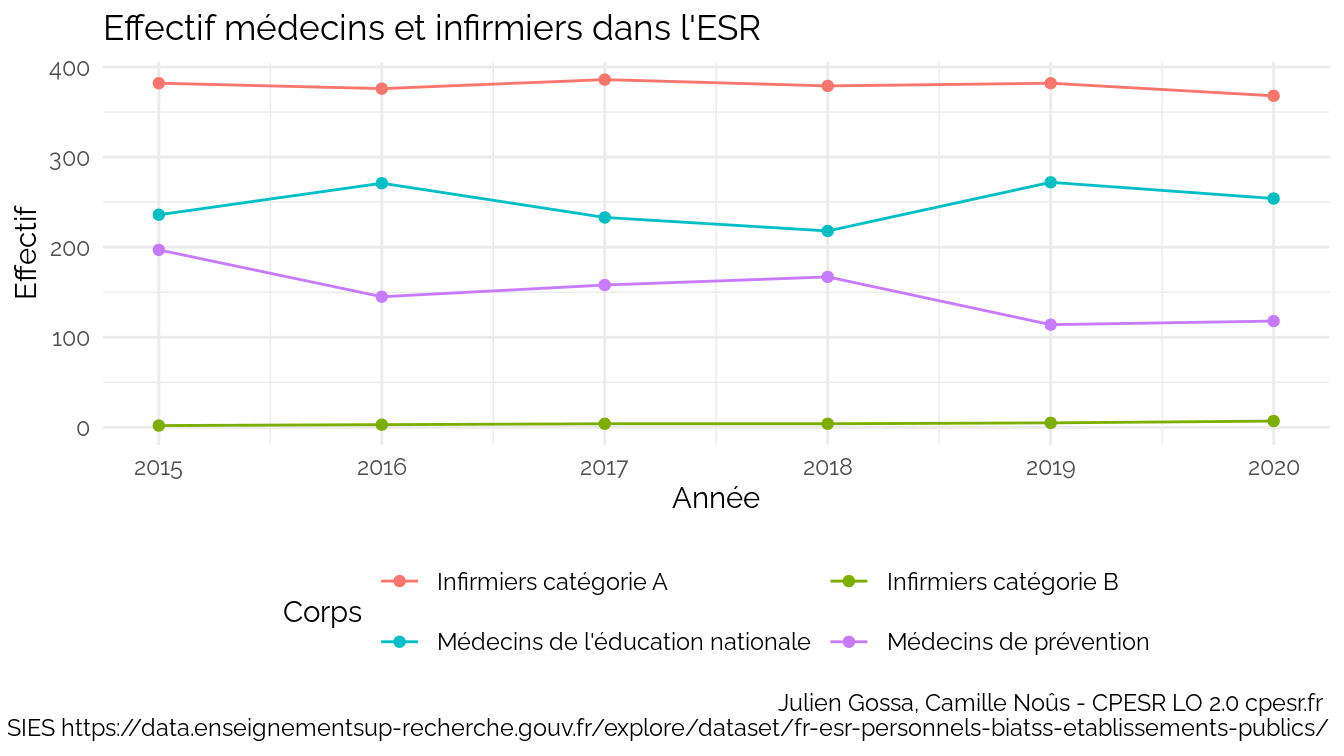 Effectif médecins et infirmiers dans l'ESR
400
300
200
100
0
Effectif
2015 2016 2017 2018 2019 2020
Année
Corps
Infirmiers catégorie A
Infirmiers catégorie B
Médecins de l'éducation nationale
Médecins de prévention
Julien Gossa, Camille Noûs - CPESR LO 2.0 cpesr.fr
SIES https://data.enseignementsup-recherche.gouv.fr/explore/dataset/fr-esr-personnels-biatss-etablissements-publics/